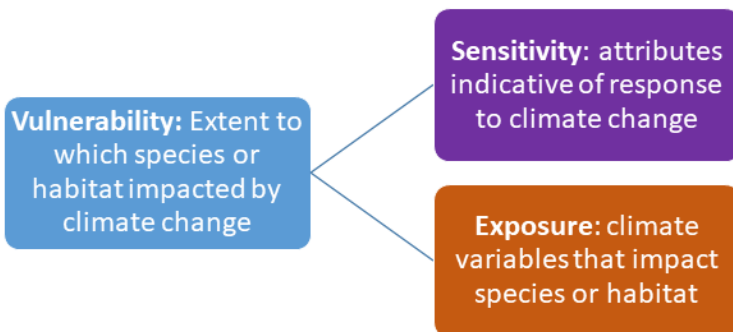 Vulnerability: Extent to
which species or
habitat impacted by
climate change
Sensitivity: attributes
indicative of response
to climate change
Exposure: climate
variables that impact
species or habitat